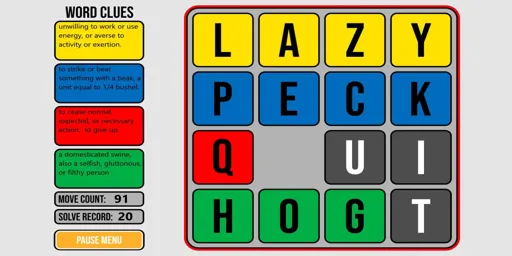 WORD CLUES
unwilling to work or use
energy, or averse to
activity or exertion.
to strike or beat
something with a beak, a
unit equal to 1/4 bushel.
to cease normal,
expected, or necessary
action. to give up.
a domesticated swine,
also a selfish, gluttonous,
or filthy person
MOVE COUNT: 91
SOLVE RECORD: 20
PAUSE MENU
L A Z Y
P E C K
Q U I
H O G T